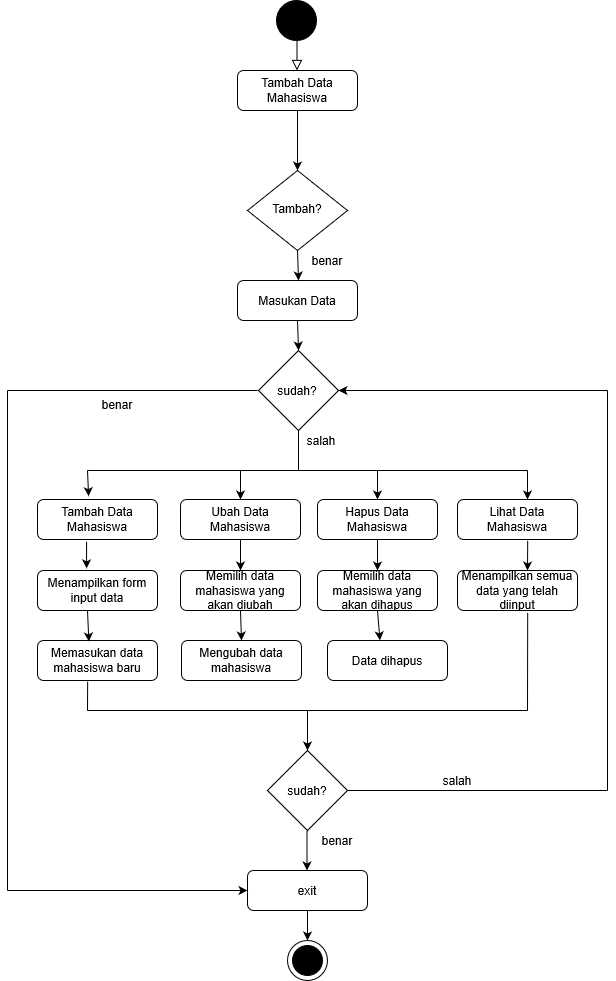 Tambah Data
Mahasiswa
Tambah?
benar
Masukan Data
sudah?
benar
salah
Tambah Data
Mahasiswa
Ubah Data
Mahasiswa
Hapus Data
Mahasiswa
Lihat Data
Mahasiswa
Menampilkan form
input data
Memilih data
mahasiswa yang
akan diubah
Memilih data
mahasiswa yang
akan dihapus
Menampilkan semua
data yang telah
diinput
Memasukan data
mahasiswa baru
Mengubah data
mahasiswa
Data dihapus
sudah?
salah
benar
exit